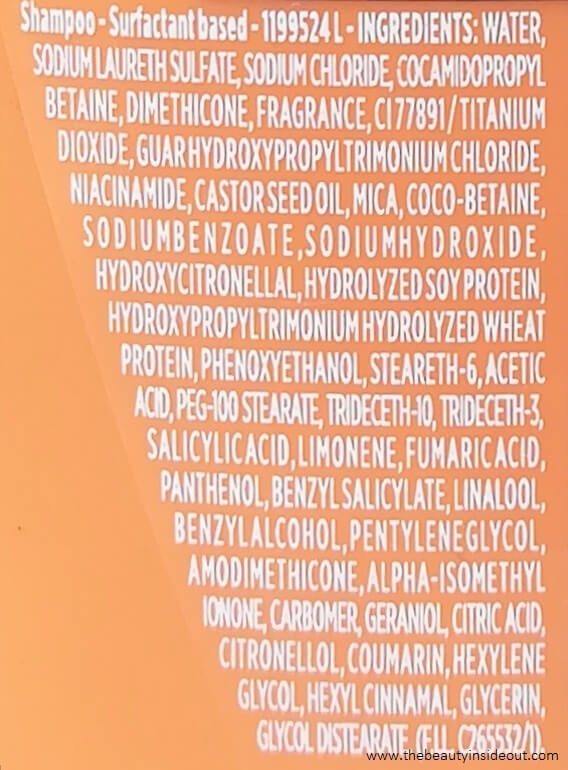 Shampoo - Surfactant based - 1199524 L - INGREDIENTS: WATER,
SODIUM LAURETH SULFATE, SODIUM CHLORIDE, COCAMIDOPROPYL
BETAINE, DIMETHICONE, FRAGRANCE, CI 77891 / TITANIUM
DIOXIDE, GUAR HYDROXYPROPYLTRIMONIUM CHLORIDE,
NIACINAMIDE, CASTOR SEED OIL, MICA, COCO-BETAINE,
SODIUM BENZOATE, SODIUM HYDROXIDE,
HYDROXYCITRONELLAL, HYDROLYZED SOY PROTEIN,
HYDROXYPROPYLTRIMONIUM HYDROLYZED WHEAT
PROTEIN, PHENOXYETHANOL, STEARETH-6, ACETIC
ACID, PEG-100 STEARATE, TRIDECETH-10, TRIDECETH-3,
SALICYLIC ACID, LIMONENE, FUMARIC ACID,
PANTHENOL, BENZYL SALICYLATE, LINALOOL,
BENZYL ALCOHOL, PENTYLENE GLYCOL,
AMODIMETHICONE, ALPHA-ISOMETHYL
IONONE, CARBOMER, GERANIOL, CITRIC ACID,
CITRONELLOL, COUMARIN, HEXYLENE
GLYCOL, HEXYL CINNAMAL, GLYCERIN,
GLYCOL DISTEARATE. (F.I.L. C265532/1).
www.thebeautyinsideout.com